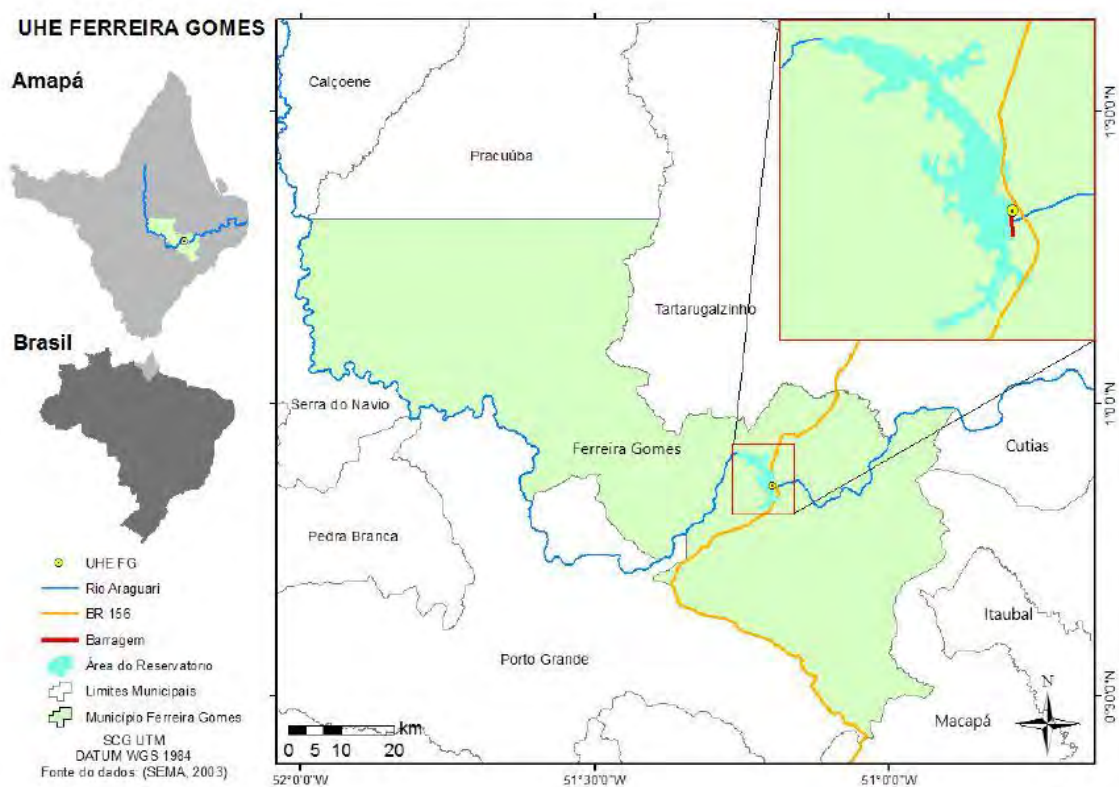 UHE FERREIRA GOMES
Amapá
Brasil
UHE FG
Rio Araguari
BR 156
Barragem
Área do Reservatório
Limites Municipais
Município Ferreira Gomes
SCG UTM
DATUM WGS 1984
Fonte do dados: (SEMA, 2003)
Calçoene
Pracuúba
Tartarugalzinho
Serra do Navio
Ferreira Gomes
Cutias
Pedra Branca
Itaubal
Porto Grande
Macapá
N
km
0 5 10 20
52°0'0"W
51°30'0"W
51°0'0"W
1°30'0"N
1°0'0"N
0°30'0"N